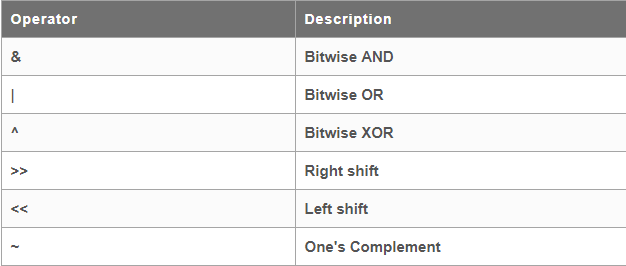 Operator Description
& Bitwise AND
| Bitwise OR
^ Bitwise XOR
>> Right shift
<< Left shift
~ One's Complement